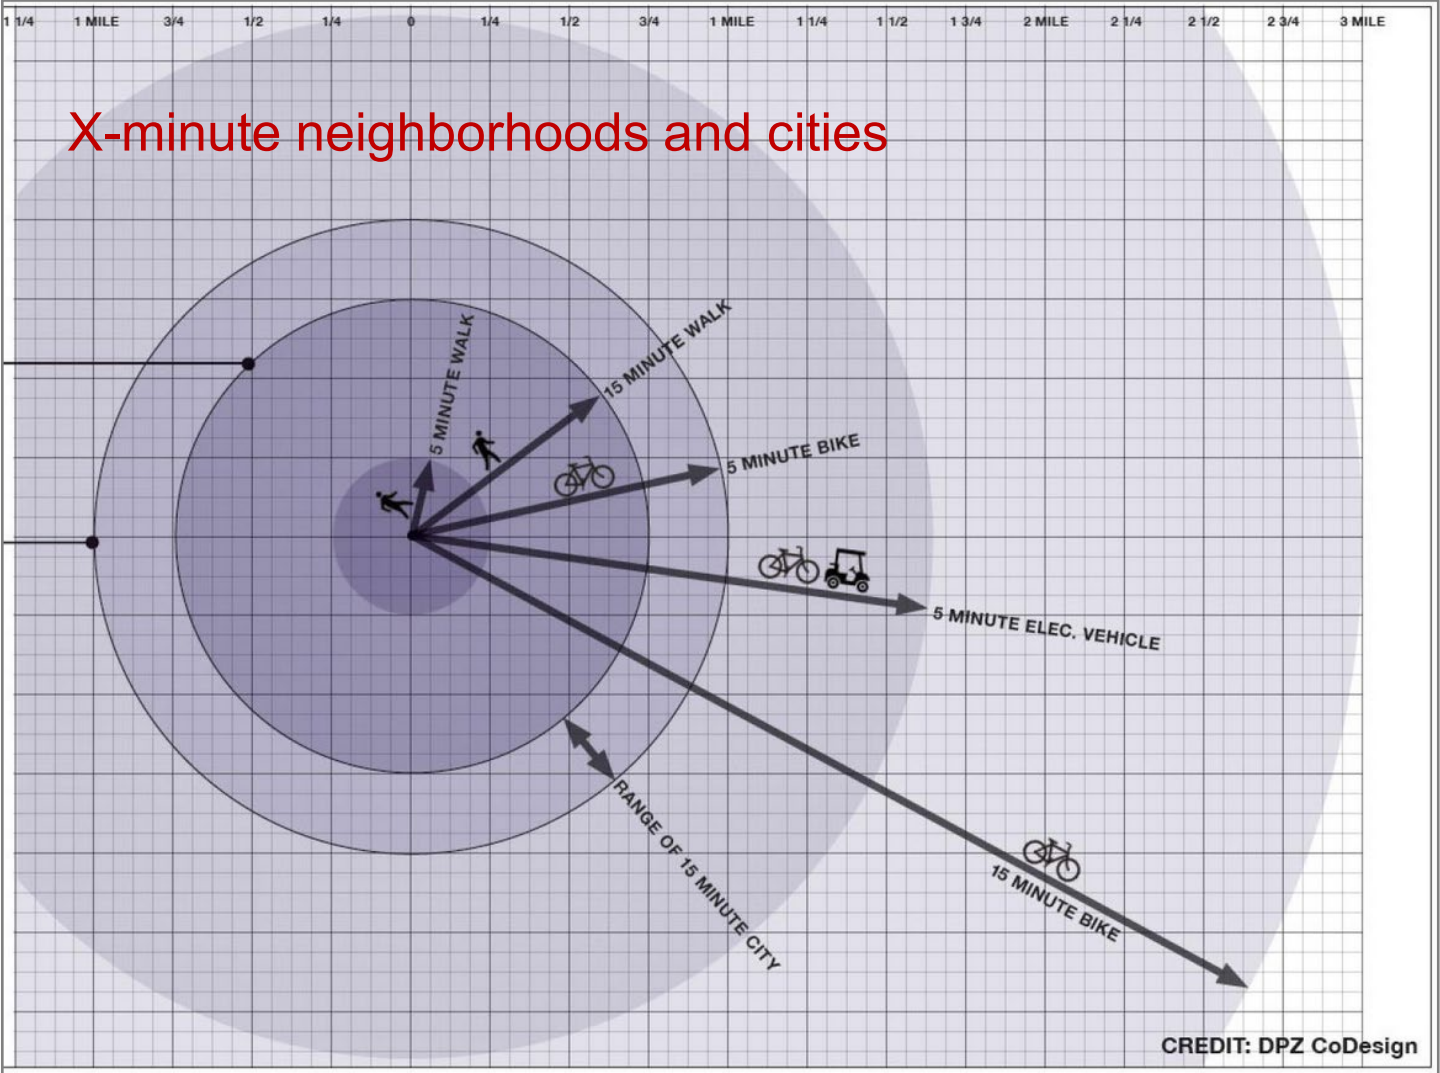 1 1/4 1 MILE 3/4 1/2 1/4 0 1/4 1/2 3/4 1 MILE 1 1/4 1 1/2 1 3/4 2 MILE 2 1/4 2 1/2 2 3/4 3 MILE
X-minute neighborhoods and cities
5 MINUTE WALK
15 MINUTE WALK
5 MINUTE BIKE
5 MINUTE ELEC. VEHICLE
RANGE OF 15 MINUTE CITY
15 MINUTE BIKE
CREDIT: DPZ CoDesign